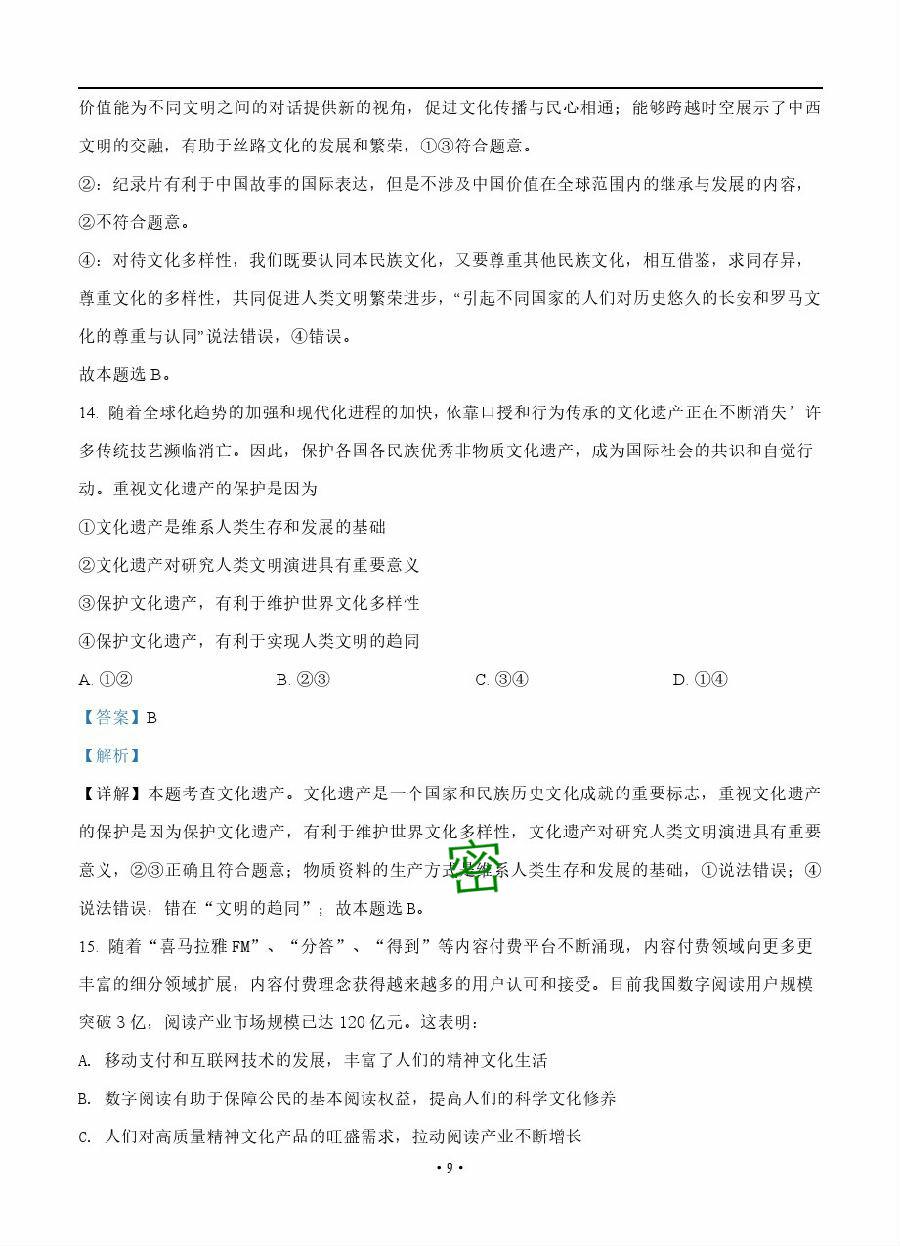 价值能为不同文明之间的对话提供新的视角，促过文化传播与民心相通；能够跨越时空展示了中西
文明的交融，有助于丝路文化的发展和繁荣，①③符合题意。
②：纪录片有利于中国故事的国际表达，但是不涉及中国价值在全球范围内的继承与发展的内容，
②不符合题意。
④：对待文化多样性，我们既要认同本民族文化，又要尊重其他民族文化，相互借鉴，求同存异，
尊重文化的多样性，共同促进人类文明繁荣进步，“引起不同国家的人们对历史悠久的长安和罗马文
化的尊重与认同”说法错误，④错误。
故本题选 B。
14. 随着全球化趋势的加强和现代化进程的加快，依靠口授和行为传承的文化遗产正在不断消失，许
多传统技艺濒临消亡。因此，保护各国各民族优秀非物质文化遗产，成为国际社会的共识和自觉行
动。重视文化遗产的保护是因为
①文化遗产是维系人类生存和发展的基础
②文化遗产对研究人类文明演进具有重要意义
③保护文化遗产，有利于维护世界文化多样性
④保护文化遗产，有利于实现人类文明的趋同
A. ①② B. ②③ C. ③④ D. ①④
【答案】B
【解析】
【详解】本题考查文化遗产。文化遗产是一个国家和民族历史文化成就的重要标志，重视文化遗产
的保护是因为保护文化遗产，有利于维护世界文化多样性，文化遗产对研究人类文明演进具有重要
意义，②③正确且符合题意；物质资料的生产方式是维系人类生存和发展的基础，①说法错误；④
密
说法错误，错在“文明的趋同”；故本题选 B。
15. 随着“喜马拉雅 FM”、“分答”、“得到”等内容付费平台不断涌现，内容付费领域向更多更
丰富的细分领域扩展，内容付费理念获得越来越多的用户认可和接受。目前我国数字阅读用户规模
突破 3 亿，阅读产业市场规模已达 120 亿元。这表明：
A. 移动支付和互联网技术的发展，丰富了人们的精神文化生活
B. 数字阅读有助于保障公民的基本阅读权益，提高人们的科学文化修养
C. 人们对高质量精神文化产品的旺盛需求，拉动阅读产业不断增长
• 9 •